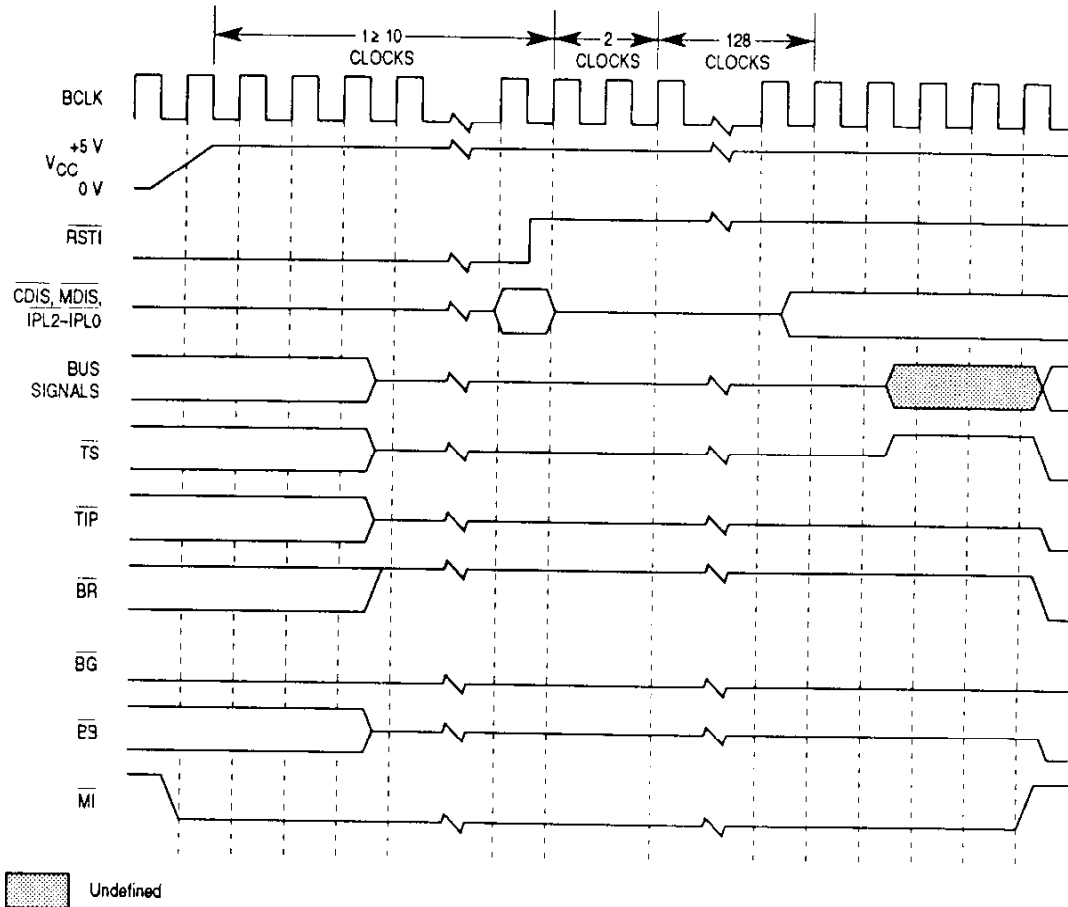 1 ≥ 10
CLOCKS
2
CLOCKS
128
CLOCKS
BCLK
+5 V
VCC
0 V
RSTI
CDIS, MDIS,
IPL2–IPL0
BUS
SIGNALS
TS
TIP
BR
BG
MI
Undefined